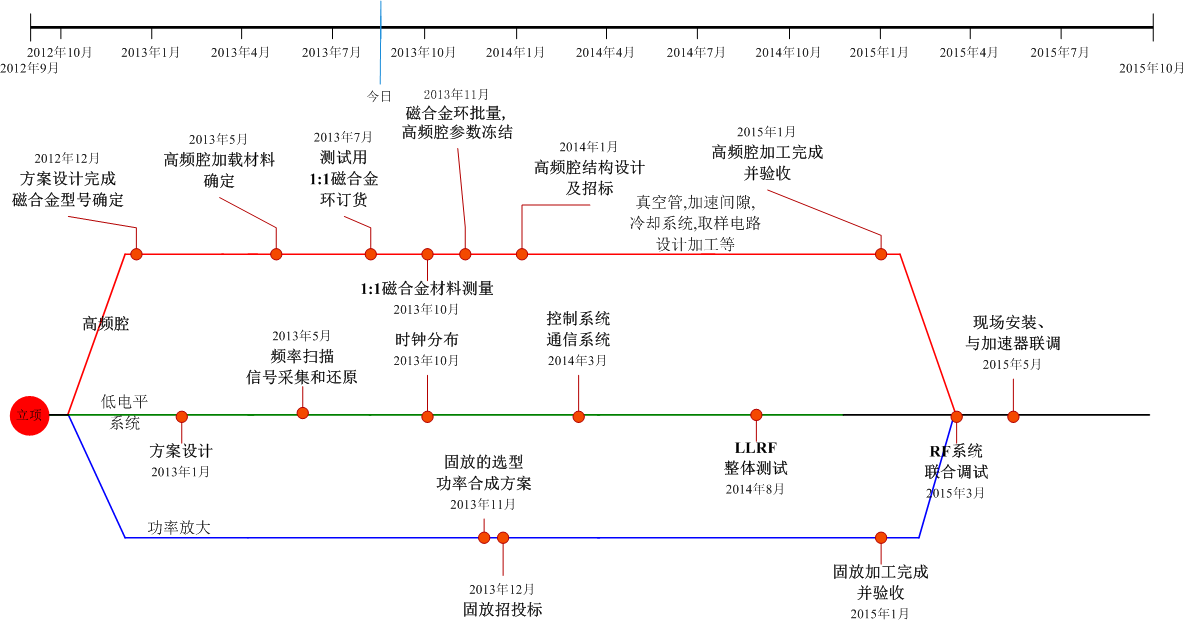 2012年10月
2013年1月
2013年4月
2013年7月
2013年10月
2014年1月
2014年4月
2014年7月
2014年10月
2015年1月
2015年4月
2015年7月
2012年9月
2015年10月
今日
2012年12月
方案设计完成
磁合金型号确定
2013年5月
高频腔加载材料
确定
2013年7月
测试用
1:1磁合金
环订货
2013年11月
磁合金环批量,
高频腔参数冻结
2014年1月
高频腔结构设计
及招标
2015年1月
高频腔加工完成
并验收
真空管,加速间隙,
冷却系统,取样电路
设计加工等
1:1磁合金材料测量
2013年10月
高频腔
2013年5月
频率扫描
信号采集和还原
时钟分布
2013年10月
控制系统
通信系统
2014年3月
现场安装、
与加速器联调
2015年5月
立项
低电平
系统
方案设计
2013年1月
LLRF
整体测试
2014年8月
RF系统
联合调试
2015年3月
固放的选型
功率合成方案
2013年11月
功率放大
2013年12月
固放招投标
固放加工完成
并验收
2015年1月